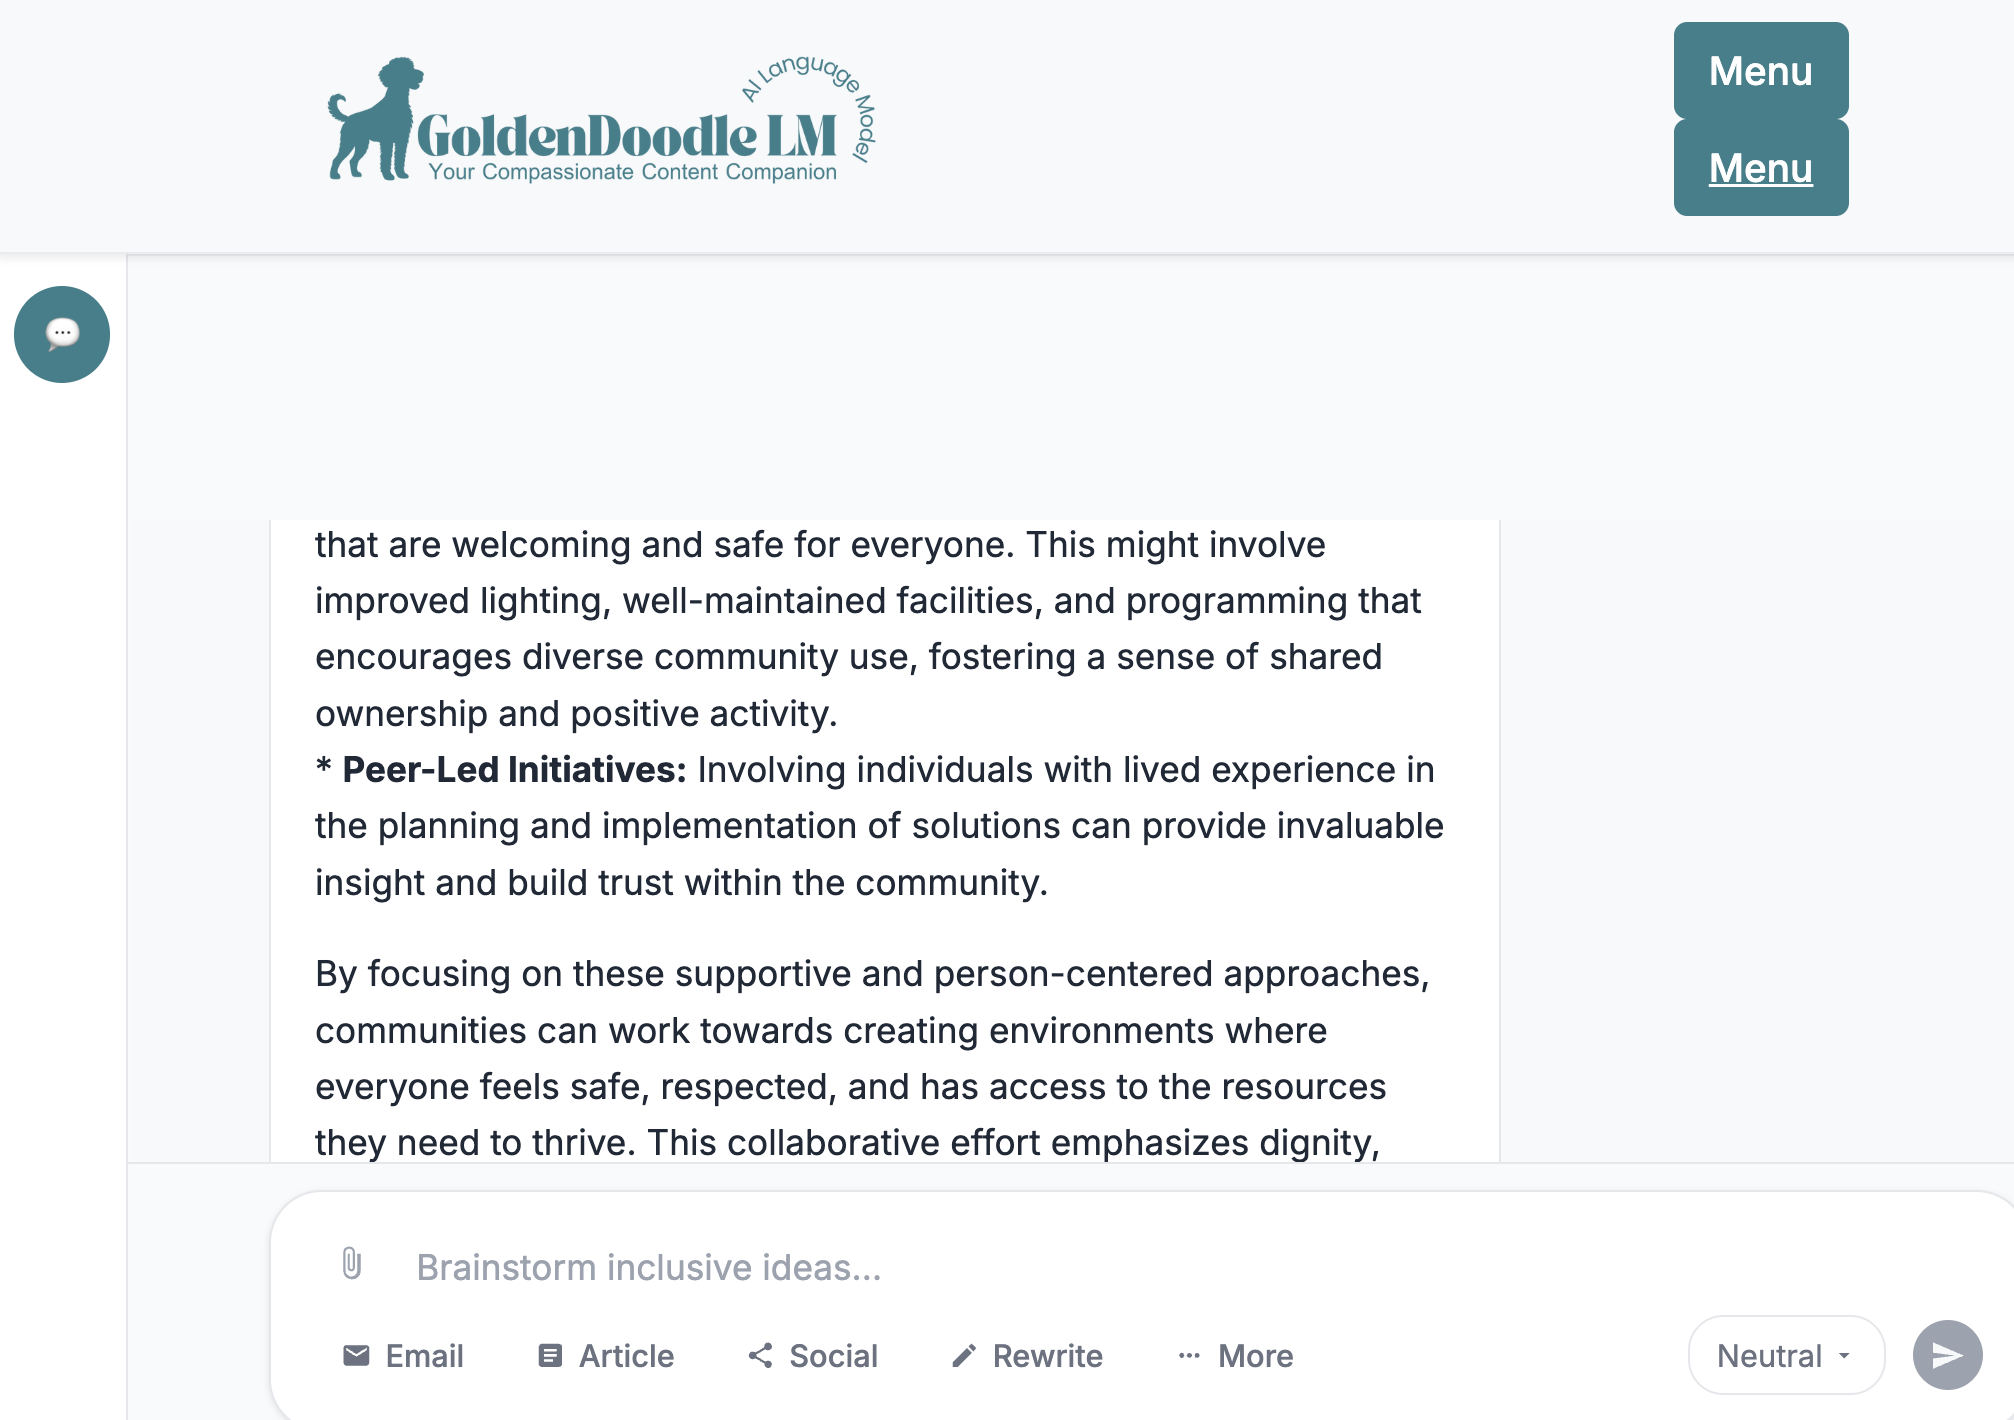 AI Language Model
GoldenDoodle LM
Your Compassionate Content Companion
Menu
Menu
that are welcoming and safe for everyone. This might involve
improved lighting, well-maintained facilities, and programming that
encourages diverse community use, fostering a sense of shared
ownership and positive activity.
* Peer-Led Initiatives: Involving individuals with lived experience in
the planning and implementation of solutions can provide invaluable
insight and build trust within the community.
By focusing on these supportive and person-centered approaches,
communities can work towards creating environments where
everyone feels safe, respected, and has access to the resources
they need to thrive. This collaborative effort emphasizes dignity,
Brainstorm inclusive ideas...
Email Article Social Rewrite More Neutral